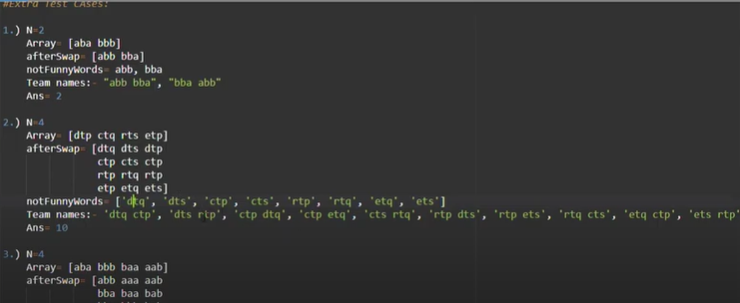 #Extra Test CAses:
1.) N=2
Array= [aba bbb]
afterSwap= [abb bba]
notFunnyWords= abb, bba
Team names:- "abb bba", "bba abb"
Ans= 2
2.) N=4
Array= [dtp ctq rts etp]
afterSwap= [dtq dts dtp
ctp cts ctp
rtp rtq rtp
etp etq ets]
notFunnyWords= ['dtq', 'dts', 'ctp', 'cts', 'rtp', 'rtq', 'etq', 'ets']
Team names:- 'dtq ctp', 'dts rtp', 'ctp dtq', 'ctp etq', 'cts rtq', 'rtp dts', 'rtp ets', 'rtq cts', 'etq ctp', 'ets rtp'
Ans= 10
3.) N=4
Array= [aba bbb baa aab]
afterSwap= [abb aaa aab
bba baa bab